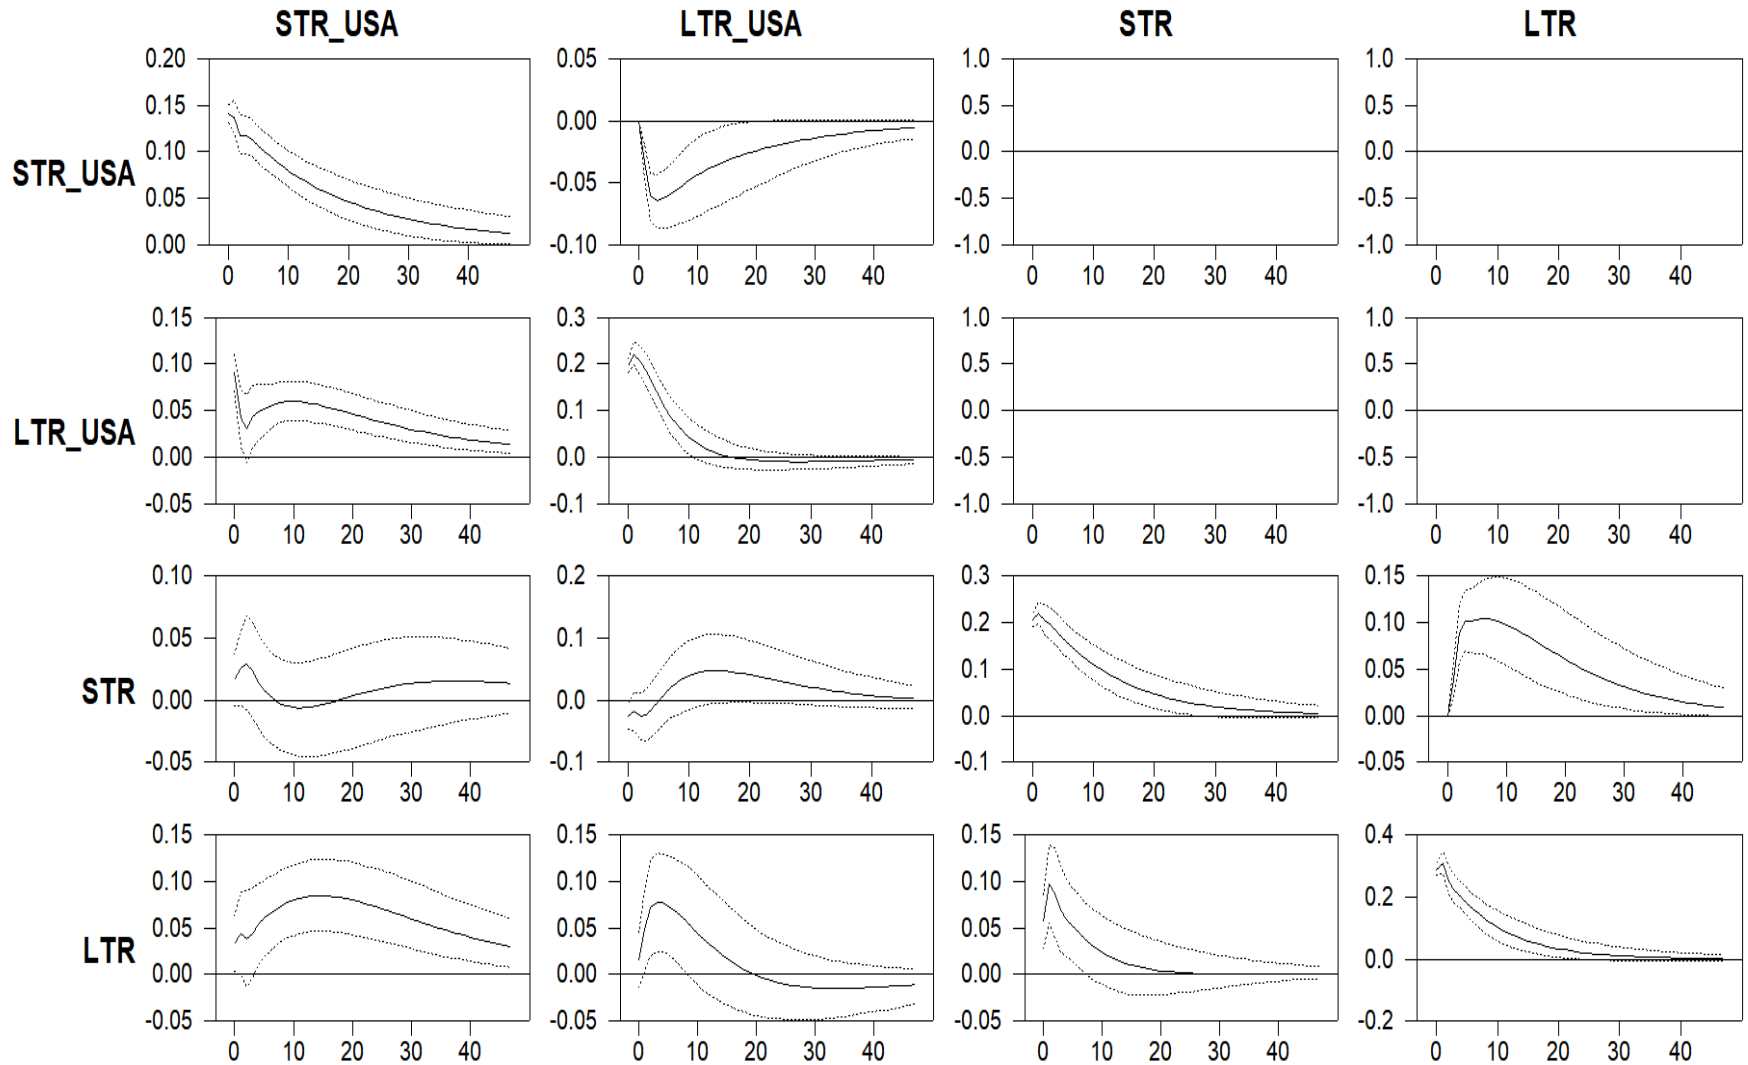 STR_USA LTR_USA STR LTR
0.20 0.05 1.0 1.0
0.15 0.00 0.5 0.5
STR_USA 0.10 0.0 0.0
0.05 -0.05 -0.5 -0.5
0.00 -0.10 -1.0 -1.0
0 10 20 30 40 0 10 20 30 40 0 10 20 30 40 0 10 20 30 40
0.15 0.3 1.0 1.0
0.10 0.2 0.5 0.5
LTR_USA 0.05 0.1 0.0 0.0
0.00 0.0 -0.5 -0.5
-0.05 -0.1 -1.0 -1.0
0 10 20 30 40 0 10 20 30 40 0 10 20 30 40 0 10 20 30 40
0.10 0.2 0.3 0.15
0.05 0.1 0.2 0.10
STR 0.00 0.0 0.1 0.05
0.0 0.00
-0.05 -0.1 -0.1 -0.05
0 10 20 30 40 0 10 20 30 40 0 10 20 30 40 0 10 20 30 40
0.15 0.15 0.15 0.4
0.10 0.10 0.10 0.2
LTR 0.05 0.05 0.05
0.00 0.00 0.00 0.0
-0.05 -0.05 -0.05 -0.2
0 10 20 30 40 0 10 20 30 40 0 10 20 30 40 0 10 20 30 40